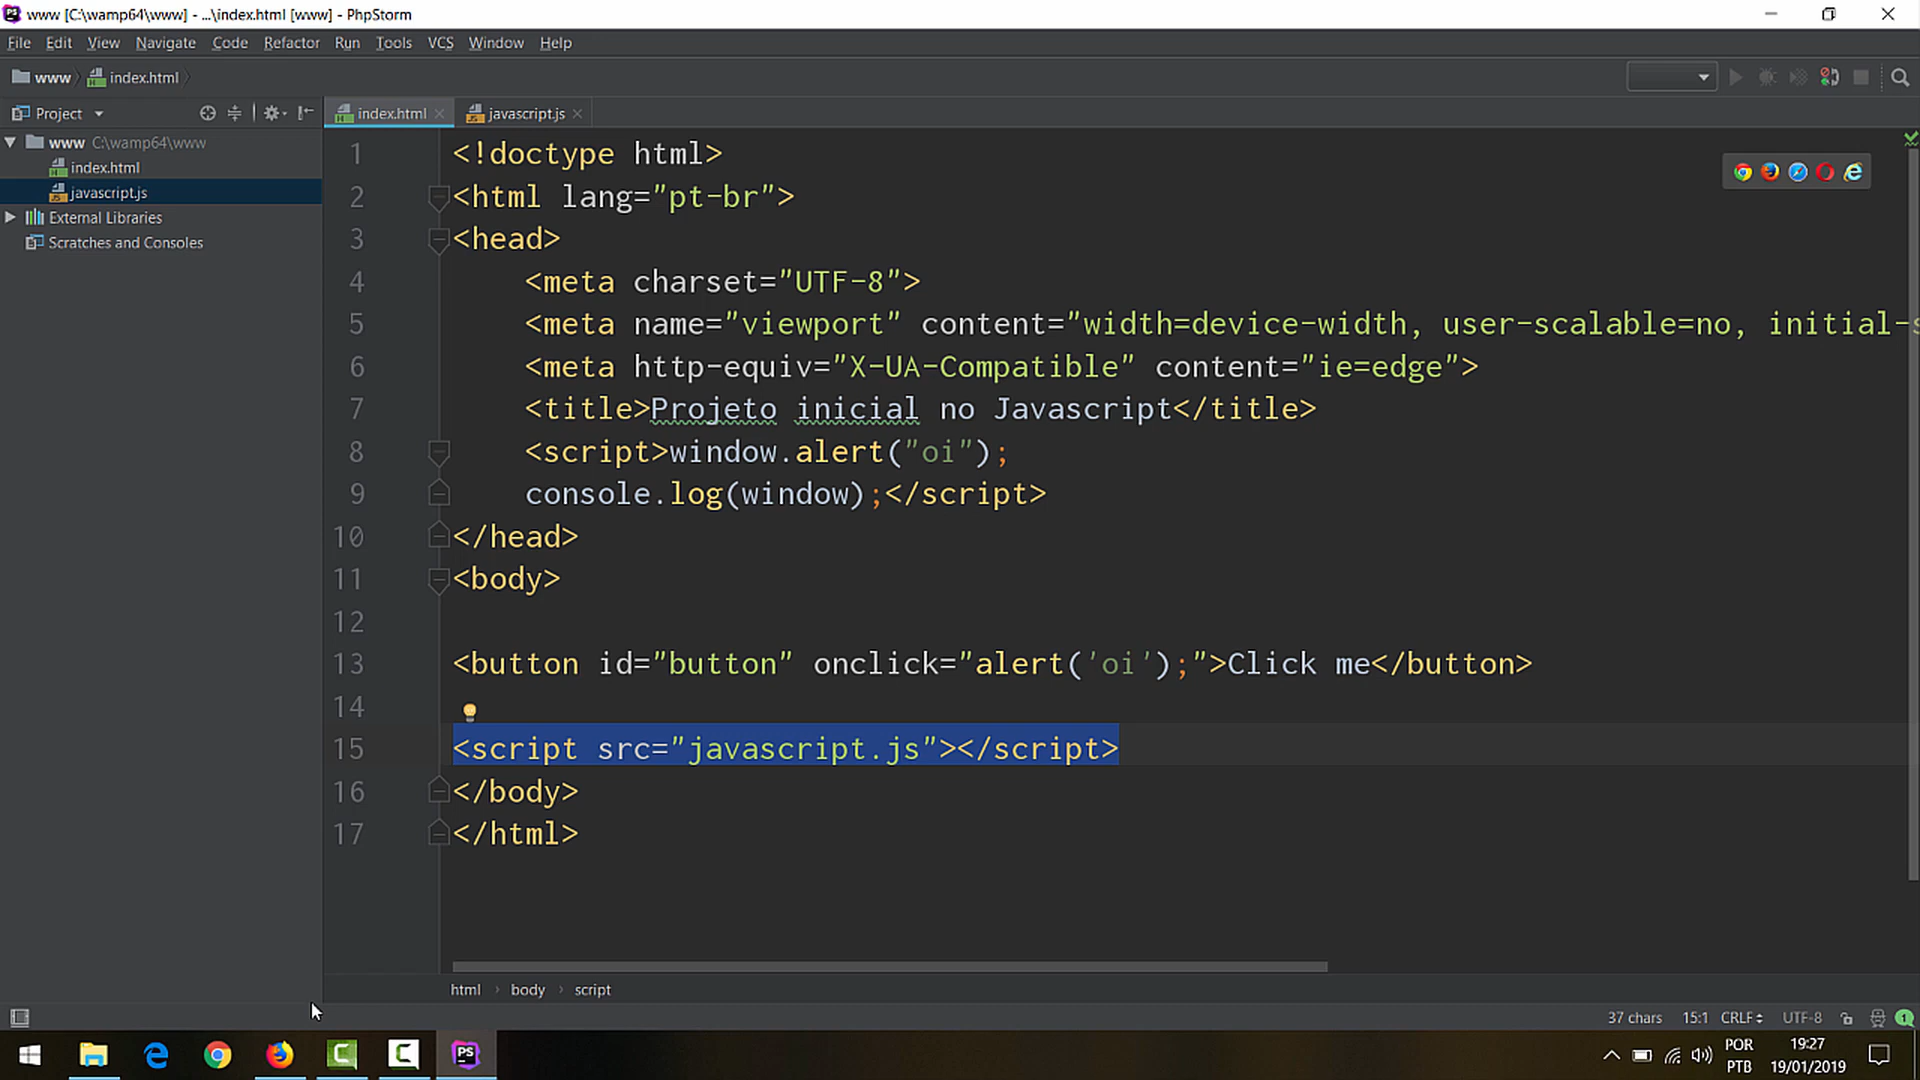 www [C:\wamp64\www] - ...\index.html [www] - PhpStorm
File Edit View Navigate Code Refactor Run Tools VCS Window Help
www index.html
Project
index.html javascript.js
www C:\wamp64\www
index.html
javascript.js
External Libraries
Scratches and Consoles
1 <!doctype html>
2 <html lang="pt-br">
3 <head>
4 <meta charset="UTF-8">
5 <meta name="viewport" content="width=device-width, user-scalable=no, initial-s
6 <meta http-equiv="X-UA-Compatible" content="ie=edge">
7 <title>Projeto inicial no Javascript</title>
8 <script>window.alert("oi");
9 console.log(window);</script>
10 </head>
11 <body>
12
13 <button id="button" onclick="alert('oi');">Click me</button>
14
15 <script src="javascript.js"></script>
16 </body>
17 </html>
html › body › script
37 chars 15:1 CRLF UTF-8 1
PS
POR 19:27
PTB 19/01/2019